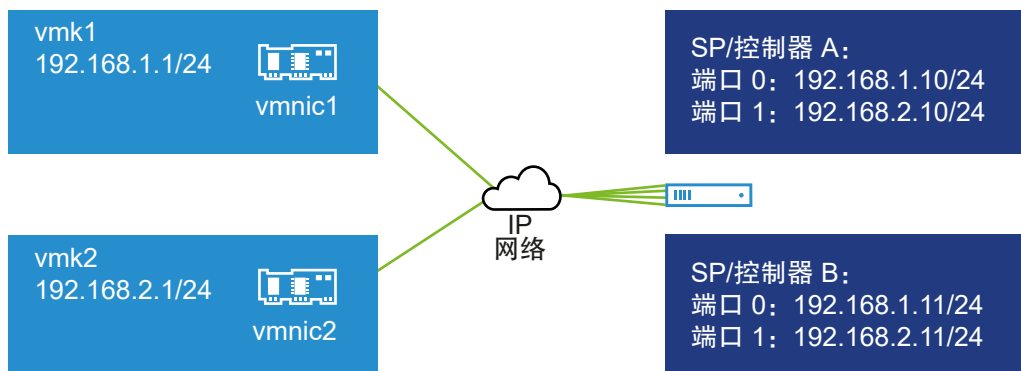 vmk1
192.168.1.1/24
vmnic1
vmk2
192.168.2.1/24
vmnic2
IP
网络
SP/控制器 A：
端口 0：192.168.1.10/24
端口 1：192.168.2.10/24
SP/控制器 B：
端口 0：192.168.1.11/24
端口 1：192.168.2.11/24